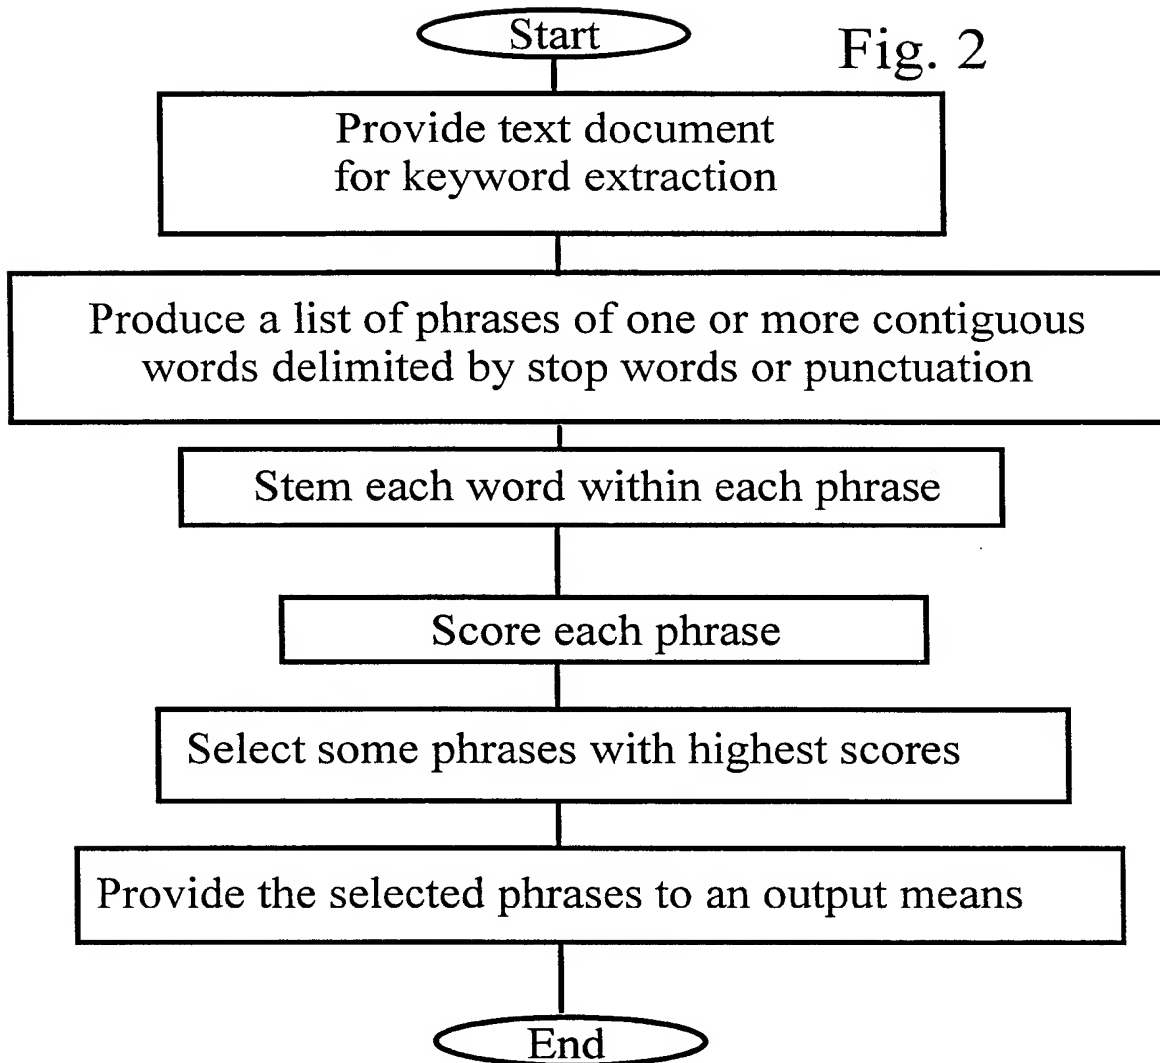 Start
Fig. 2
Provide text document
for keyword extraction
Produce a list of phrases of one or more contiguous
words delimited by stop words or punctuation
Stem each word within each phrase
Score each phrase
Select some phrases with highest scores
Provide the selected phrases to an output means
End